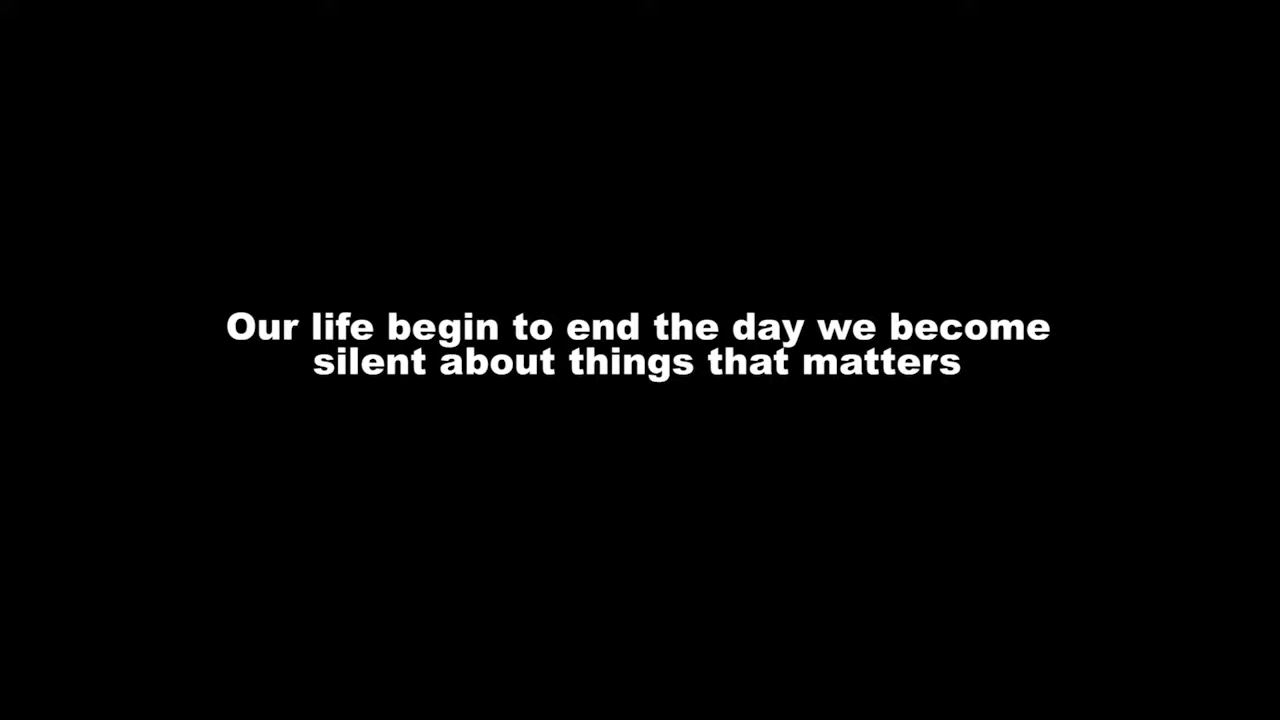 Our life begin to end the day we become
silent about things that matters